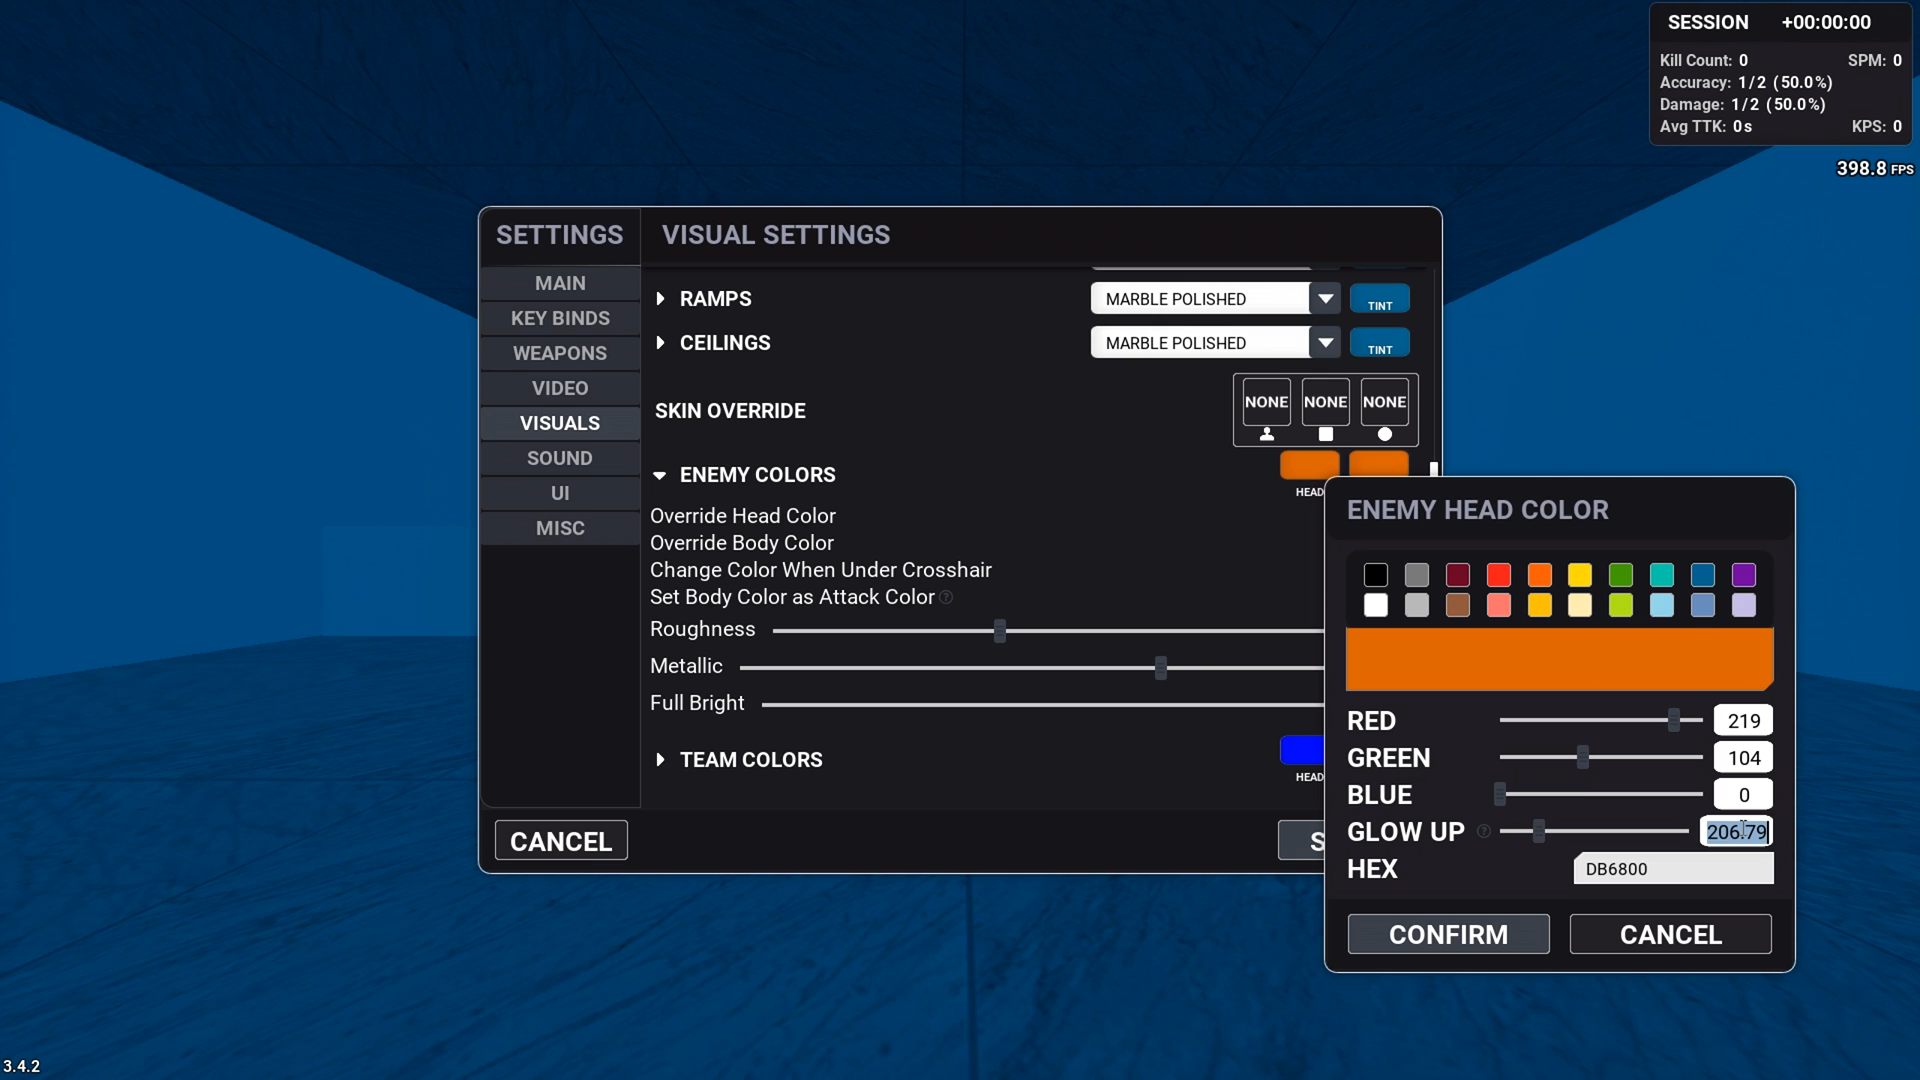 SESSION +00:00:00
Kill Count: 0 SPM: 0
Accuracy: 1/2 (50.0%)
Damage: 1/2 (50.0%)
Avg TTK: 0s KPS: 0
398.8 FPS
SETTINGS
VISUAL SETTINGS
MAIN
KEY BINDS
WEAPONS
VIDEO
VISUALS
SOUND
UI
MISC
RAMPS MARBLE POLISHED TINT
CEILINGS MARBLE POLISHED TINT
SKIN OVERRIDE NONE NONE NONE
ENEMY COLORS
HEAD
Override Head Color
Override Body Color
Change Color When Under Crosshair
Set Body Color as Attack Color ?
Roughness
Metallic
Full Bright
TEAM COLORS
HEAD
CANCEL
S
ENEMY HEAD COLOR
RED 219
GREEN 104
BLUE 0
GLOW UP ? 206.79
HEX DB6800
CONFIRM CANCEL
3.4.2